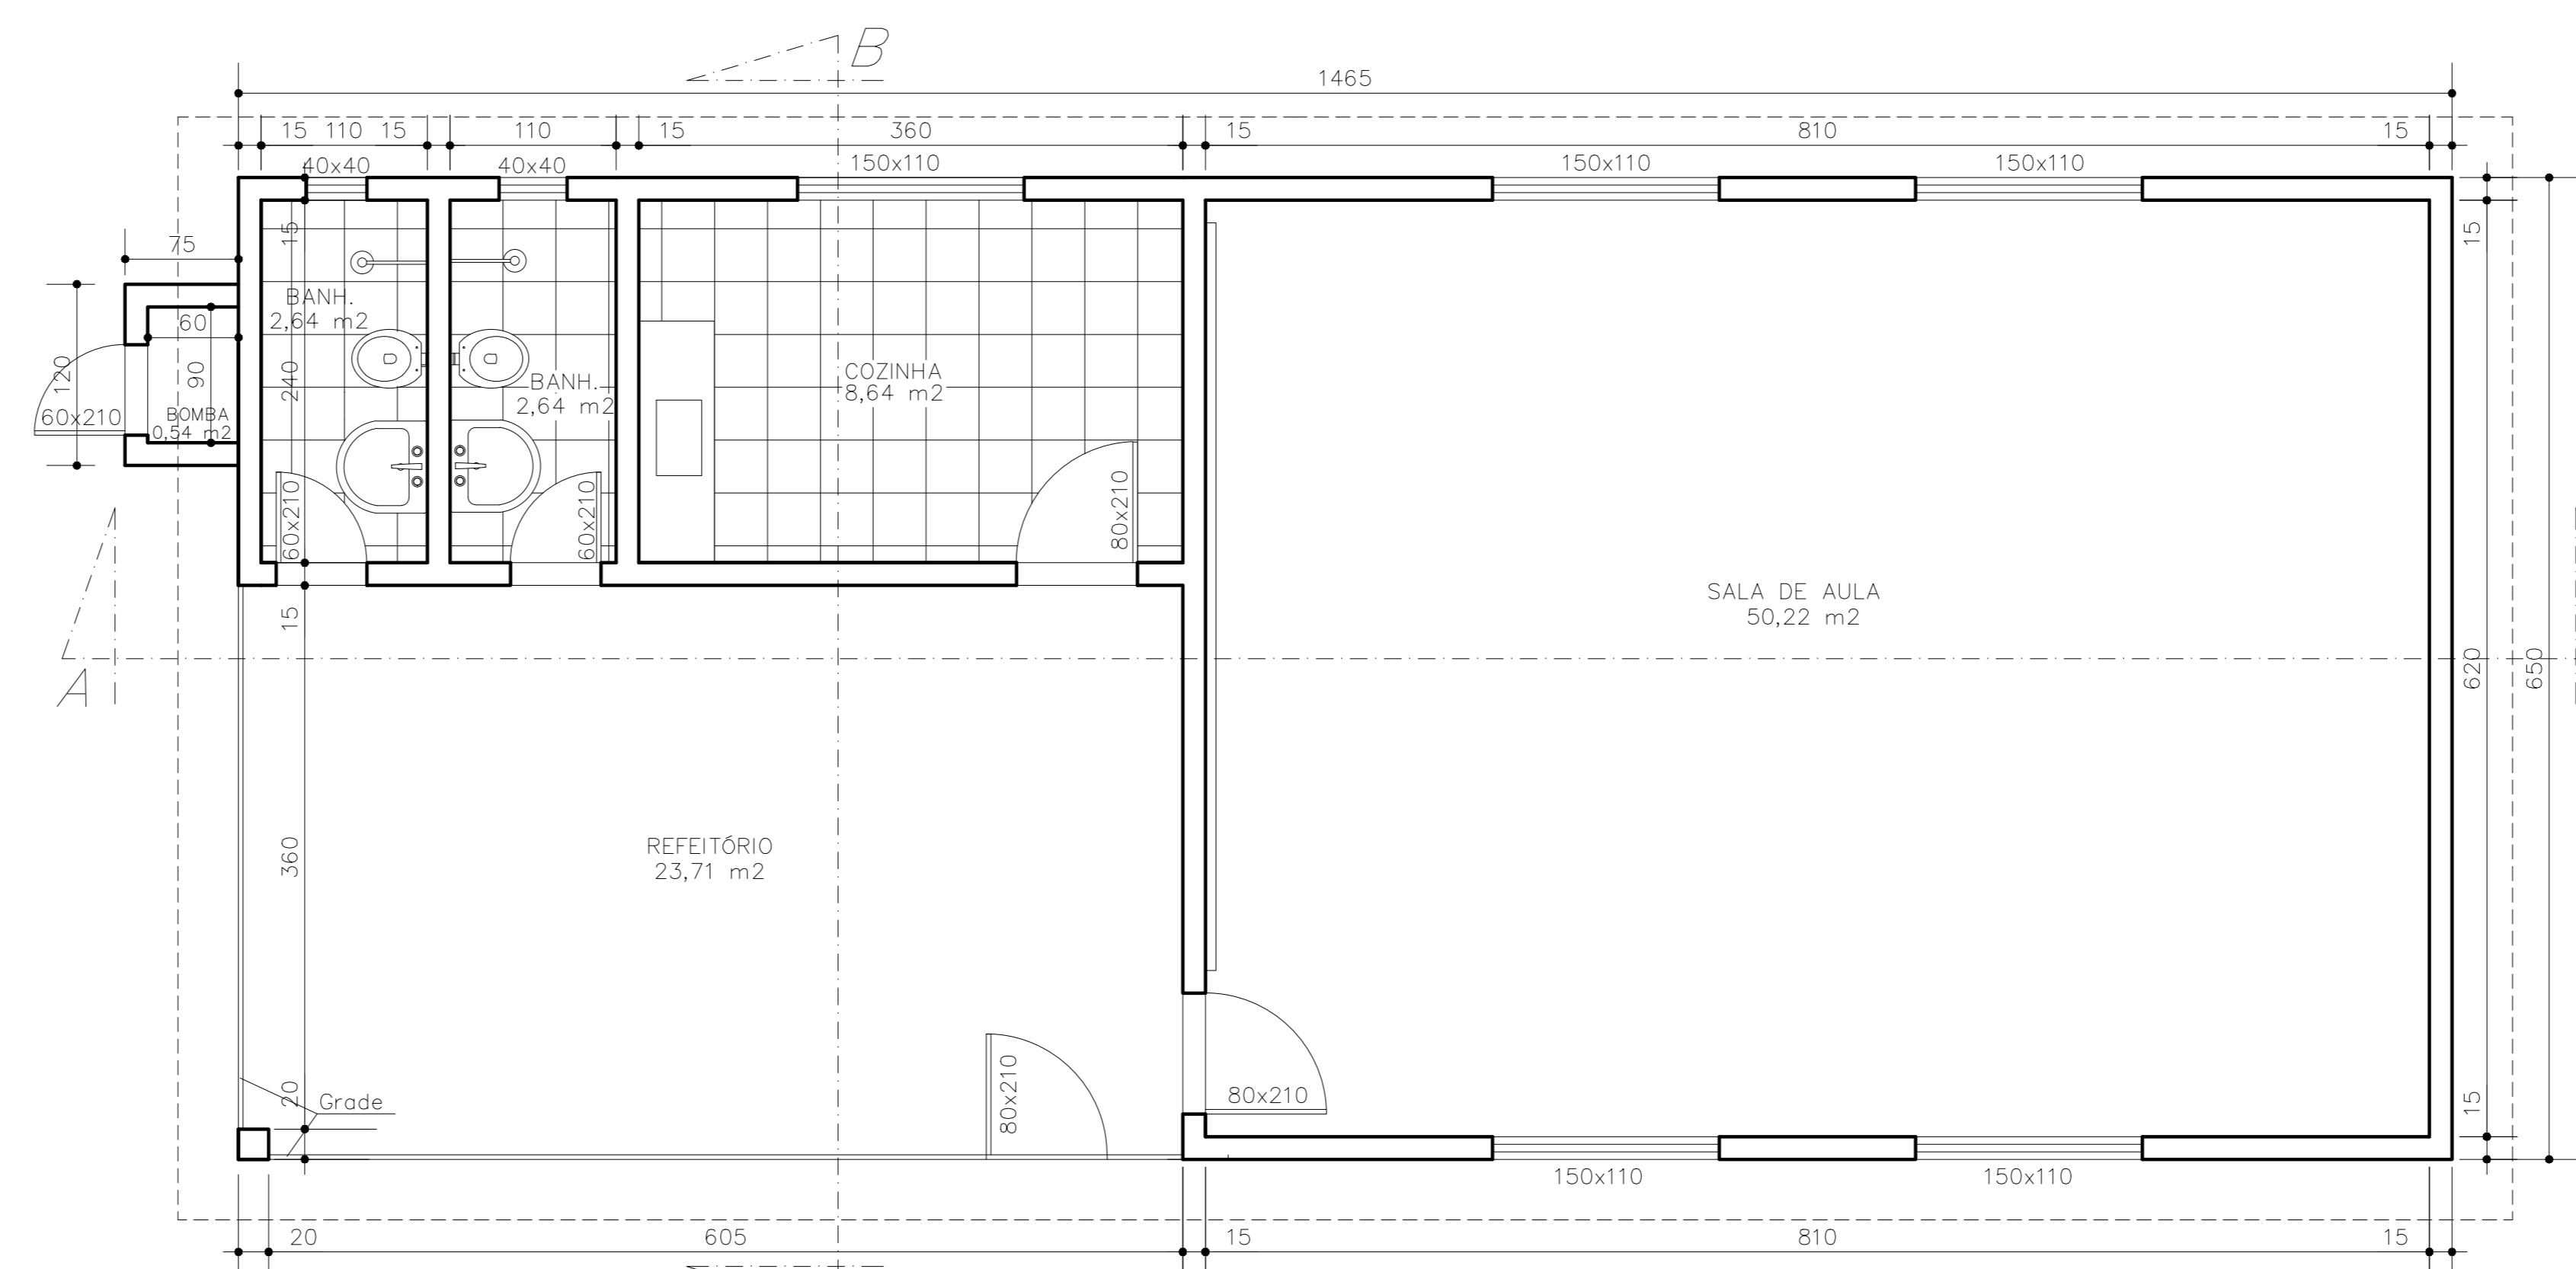 B
1465
15 110 15 110 15 360 15 810 15
40x40 40x40 150x110 150x110 150x110
75
15
15
BANH.
2,64 m2
60
120
90
240
BANH.
2,64 m2
COZINHA
8,64 m2
60x210
BOMBA
0,54 m2
60x210
60x210
80x210
SALA DE AULA
50,22 m2
15
A
620
650
REFEITÓRIO
23,71 m2
360
20
Grade
80x210
80x210
15
150x110 150x110
20 605 15 810 15